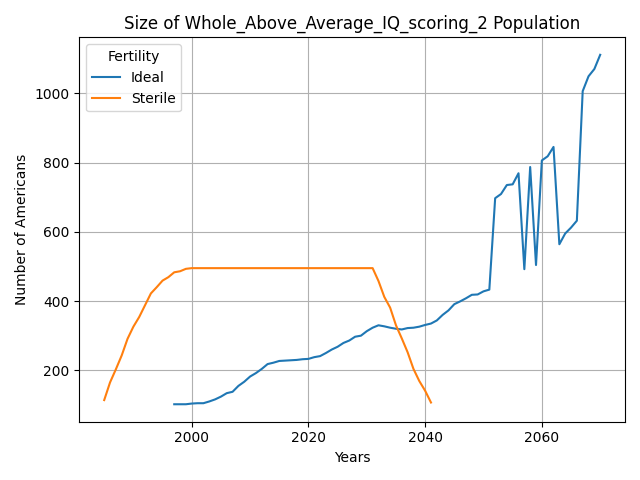 Size of Whole_Above_Average_IQ_scoring_2 Population
Fertility
Ideal
Sterile
Number of Americans
1000
800
600
400
200
2000 2020 2040 2060
Years